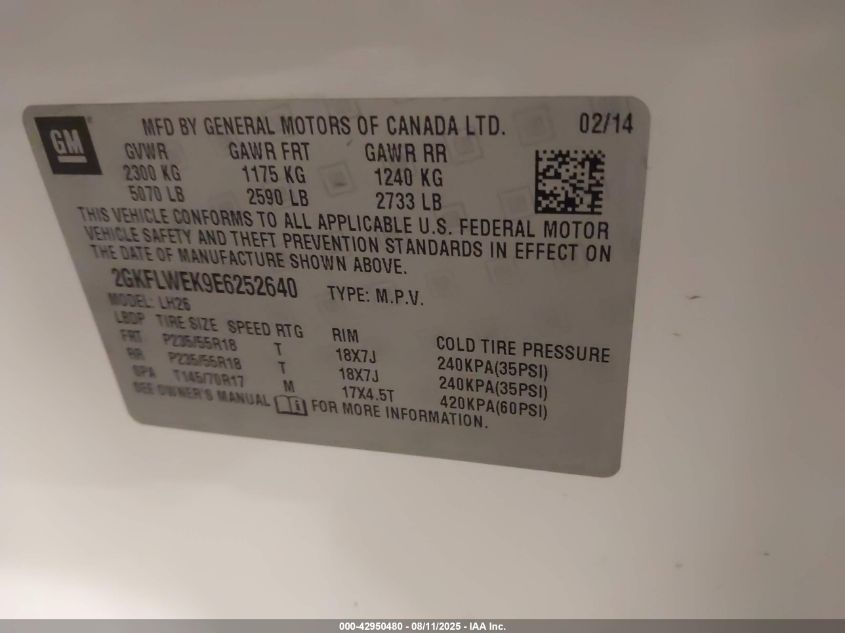 GM
MFD BY GENERAL MOTORS OF CANADA LTD. 02/14
GVWR GAWR FRT GAWR RR
2300 KG 1175 KG 1240 KG
5070 LB 2590 LB 2733 LB
THIS VEHICLE CONFORMS TO ALL APPLICABLE U.S. FEDERAL MOTOR
VEHICLE SAFETY AND THEFT PREVENTION STANDARDS IN EFFECT ON
THE DATE OF MANUFACTURE SHOWN ABOVE.
2GKFLWEK9E6252640 TYPE: M.P.V.
MODEL: LH26
LBDP TIRE SIZE SPEED RTG RIM COLD TIRE PRESSURE
FRT P235/55R18 T 18X7J 240KPA(35PSI)
RR P235/55R18 T 18X7J 240KPA(35PSI)
SPA T145/70R17 M 17X4.5T 420KPA(60PSI)
SEE OWNER'S MANUAL FOR MORE INFORMATION.
000-42950480 - 08/11/2025 - IAA Inc.